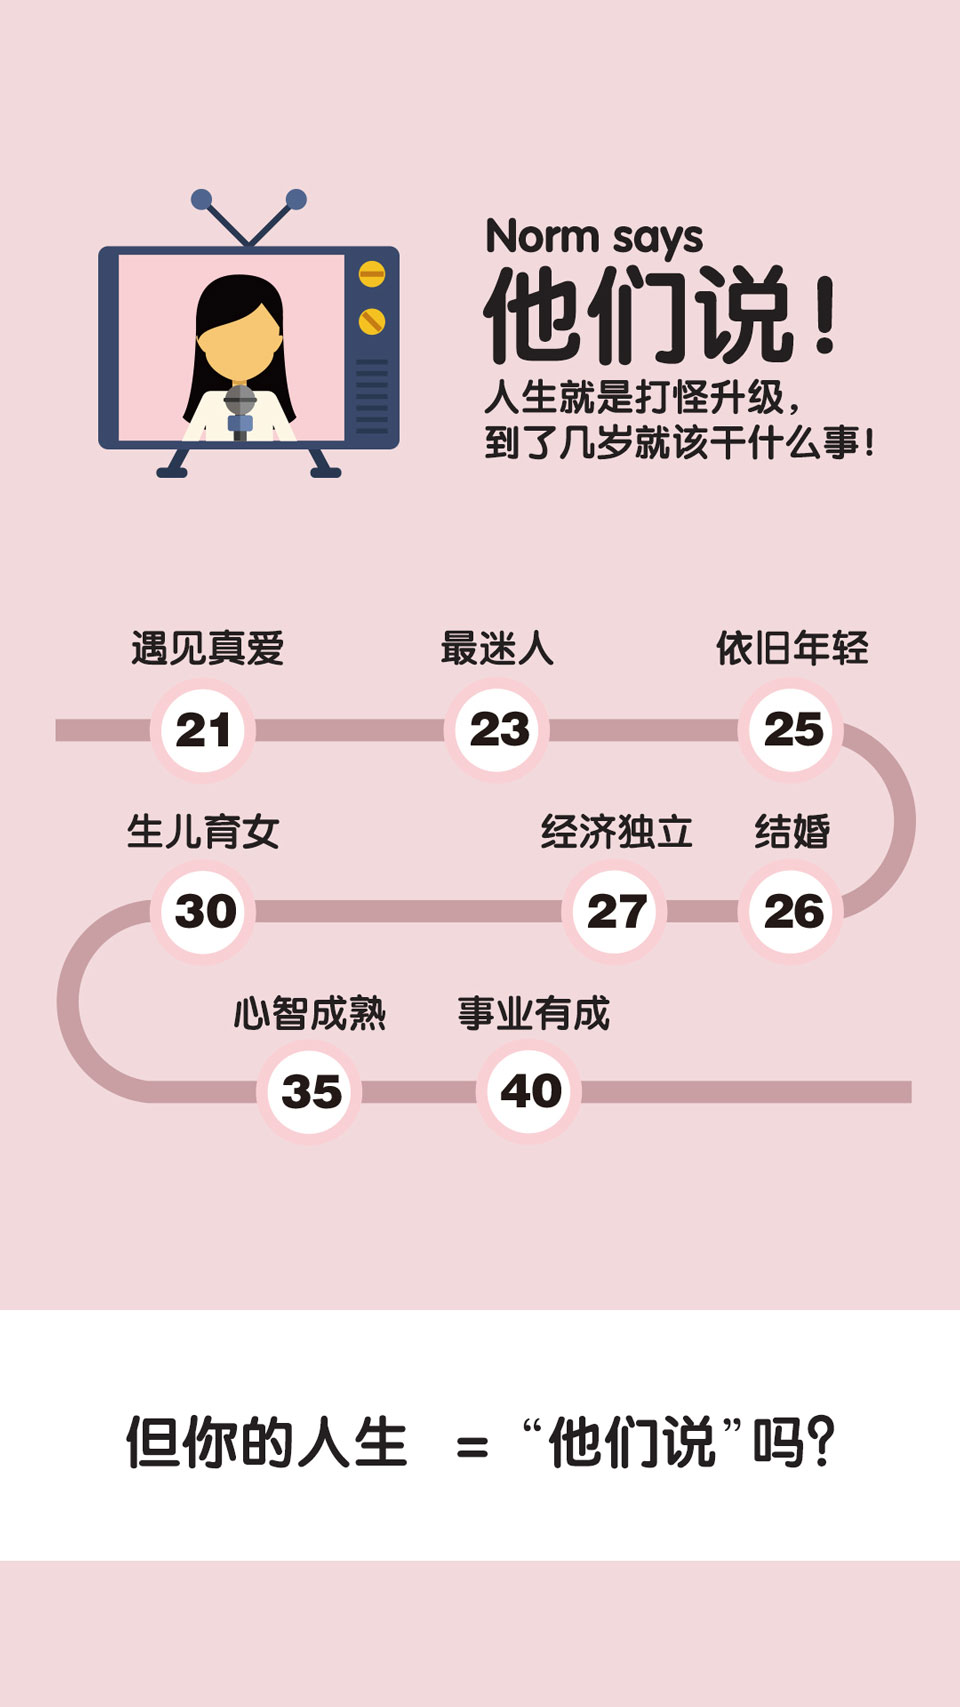 Norm says
他们说！
人生就是打怪升级，
到了几岁就该干什么事！
遇见真爱 最迷人 依旧年轻
21 23 25
生儿育女 经济独立 结婚
30 27 26
心智成熟 事业有成
35 40
但你的人生 = “他们说”吗？